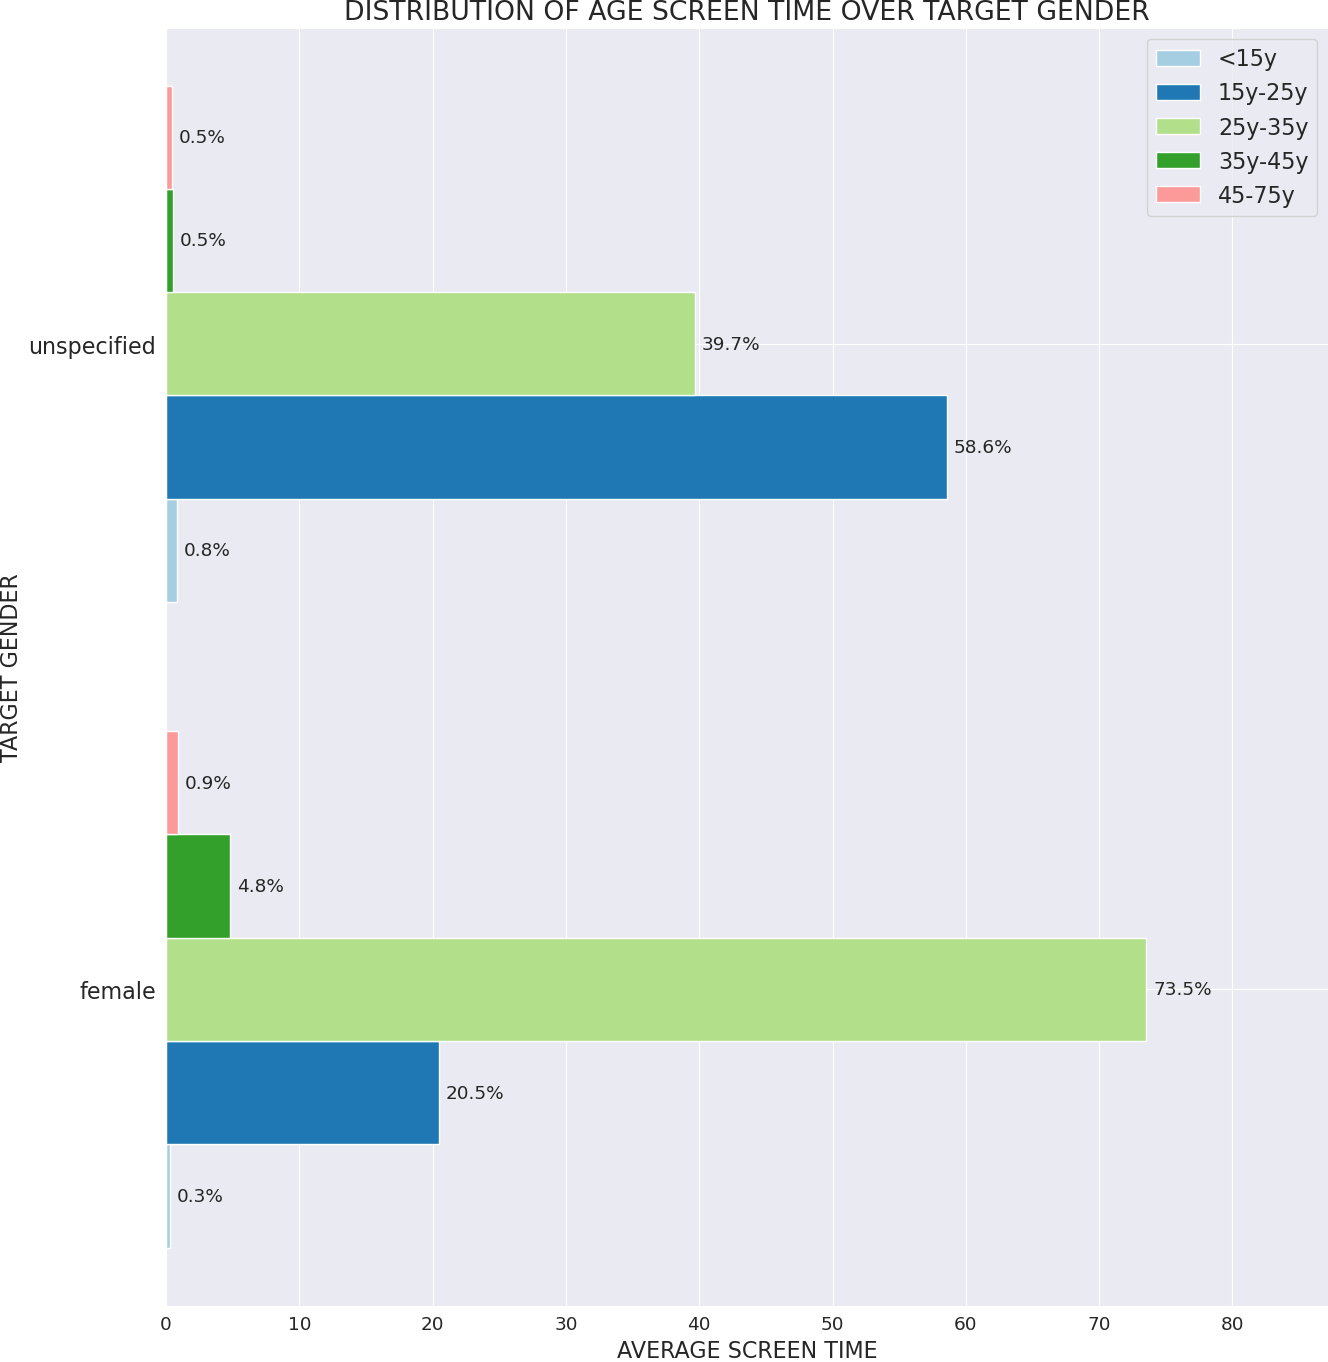 DISTRIBUTION OF AGE SCREEN TIME OVER TARGET GENDER
<15y
15y-25y
25y-35y
35y-45y
45-75y
0.5%
0.5%
unspecified
39.7%
58.6%
0.8%
TARGET GENDER
0.9%
4.8%
female
73.5%
20.5%
0.3%
0 10 20 30 40 50 60 70 80
AVERAGE SCREEN TIME